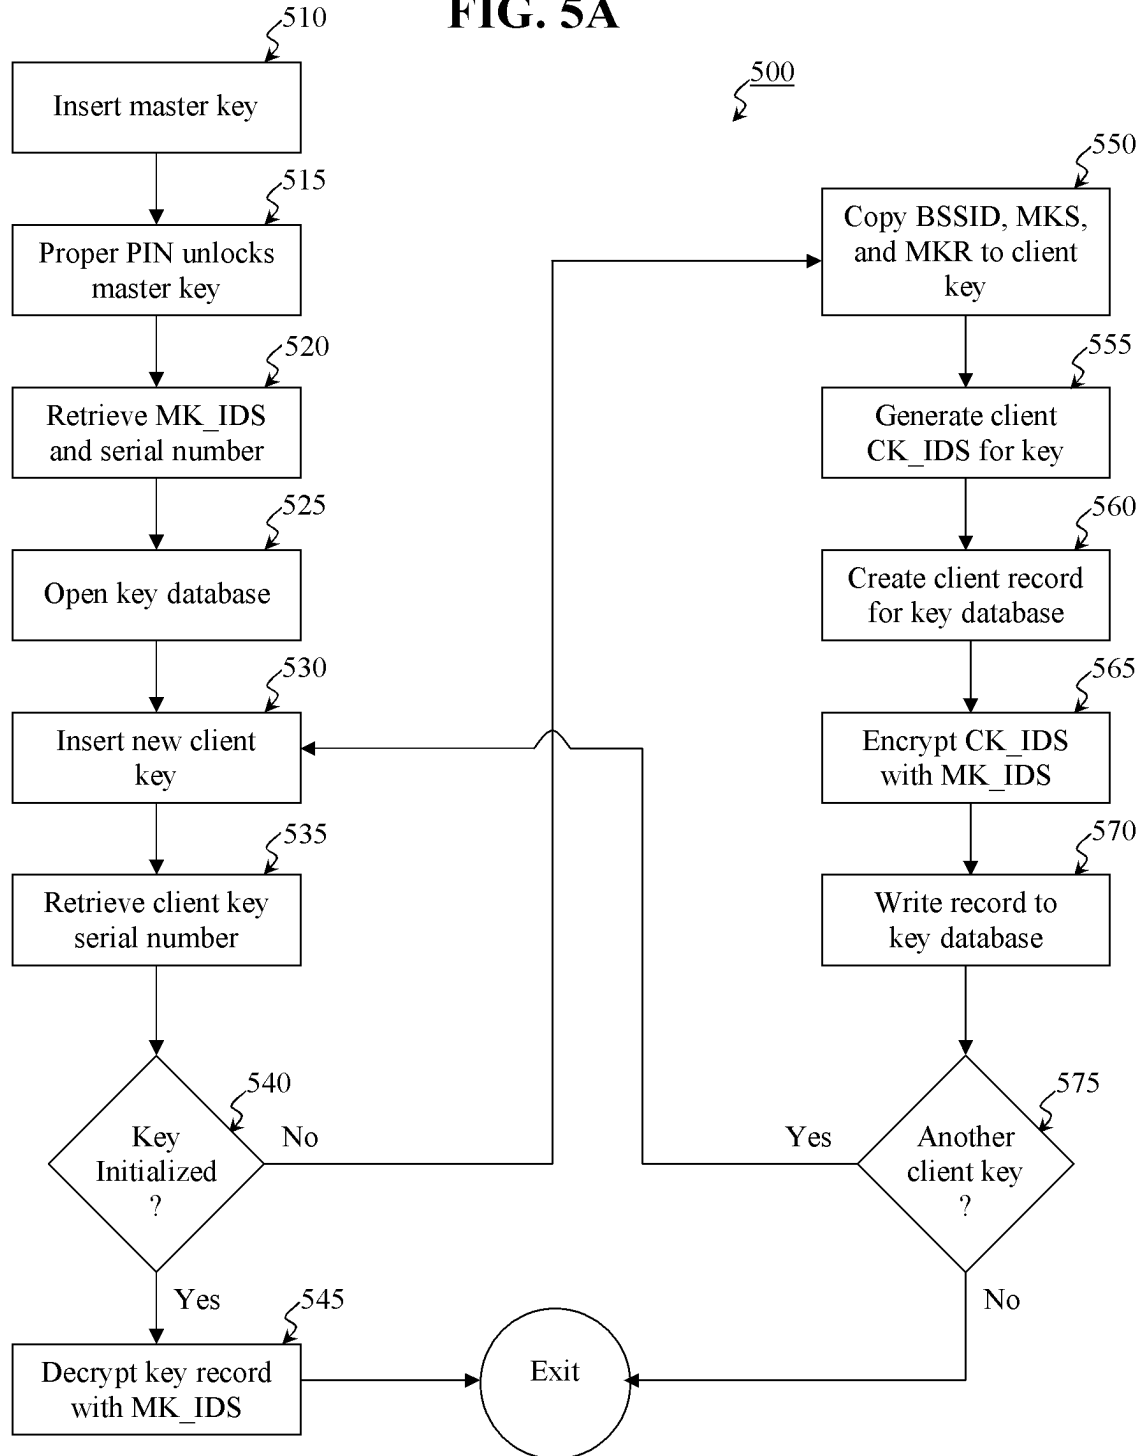 FIG. 5A
500
510
Insert master key
515
Proper PIN unlocks
master key
520
Retrieve MK_IDS
and serial number
525
Open key database
530
Insert new client
key
535
Retrieve client key
serial number
540
Key
Initialized
?
No
Yes
545
Decrypt key record
with MK_IDS
Exit
550
Copy BSSID, MKS,
and MKR to client
key
555
Generate client
CK_IDS for key
560
Create client record
for key database
565
Encrypt CK_IDS
with MK_IDS
570
Write record to
key database
575
Another
client key
?
Yes
No